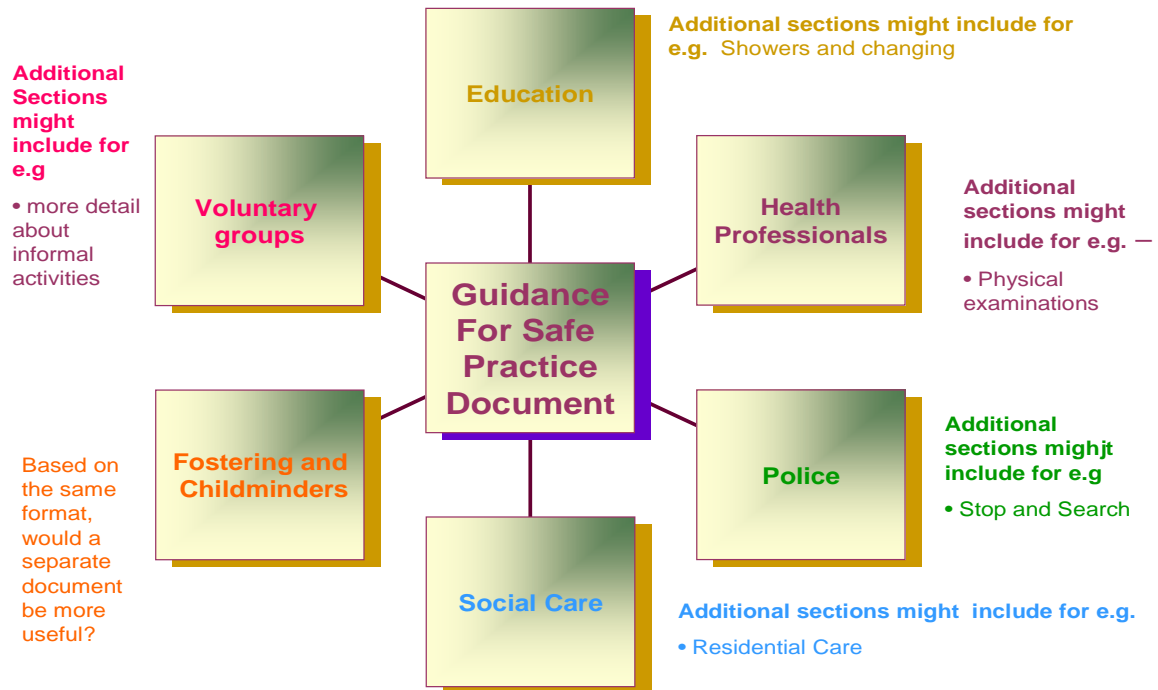 Additional sections might include for
e.g. Showers and changing
Education
Additional
Sections
might
include for
e.g
• more detail
about
informal
activities
Voluntary
groups
Health
Professionals
Additional
sections might
include for e.g. –
• Physical
examinations
Guidance
For Safe
Practice
Document
Based on
the same
format,
would a
separate
document
be more
useful?
Fostering and
Childminders
Police
Additional
sections mighjt
include for e.g
• Stop and Search
Social Care
Additional sections might include for e.g.
• Residential Care